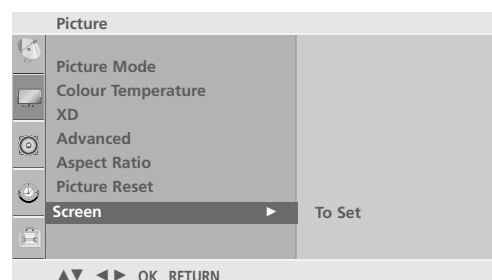 Picture
Picture Mode
Colour Temperature
XD
Advanced
Aspect Ratio
Picture Reset
Screen ► To Set
▲▼ ◄► OK RETURN